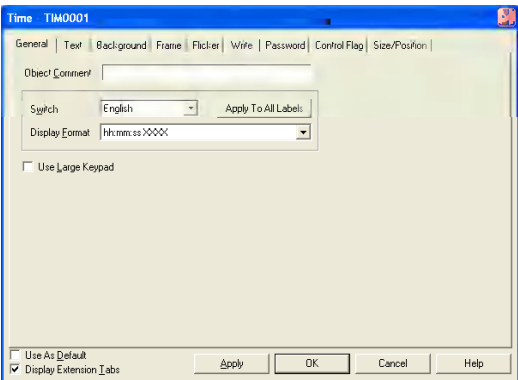 Time - TIM0001
General Text Background Frame Flicker Write Password Control Flag Size/Position
Object Comment
Switch English Apply To All Labels
Display Format hh:mm:ss XXXX
Use Large Keypad
Use As Default
Display Extension Tabs
Apply OK Cancel Help